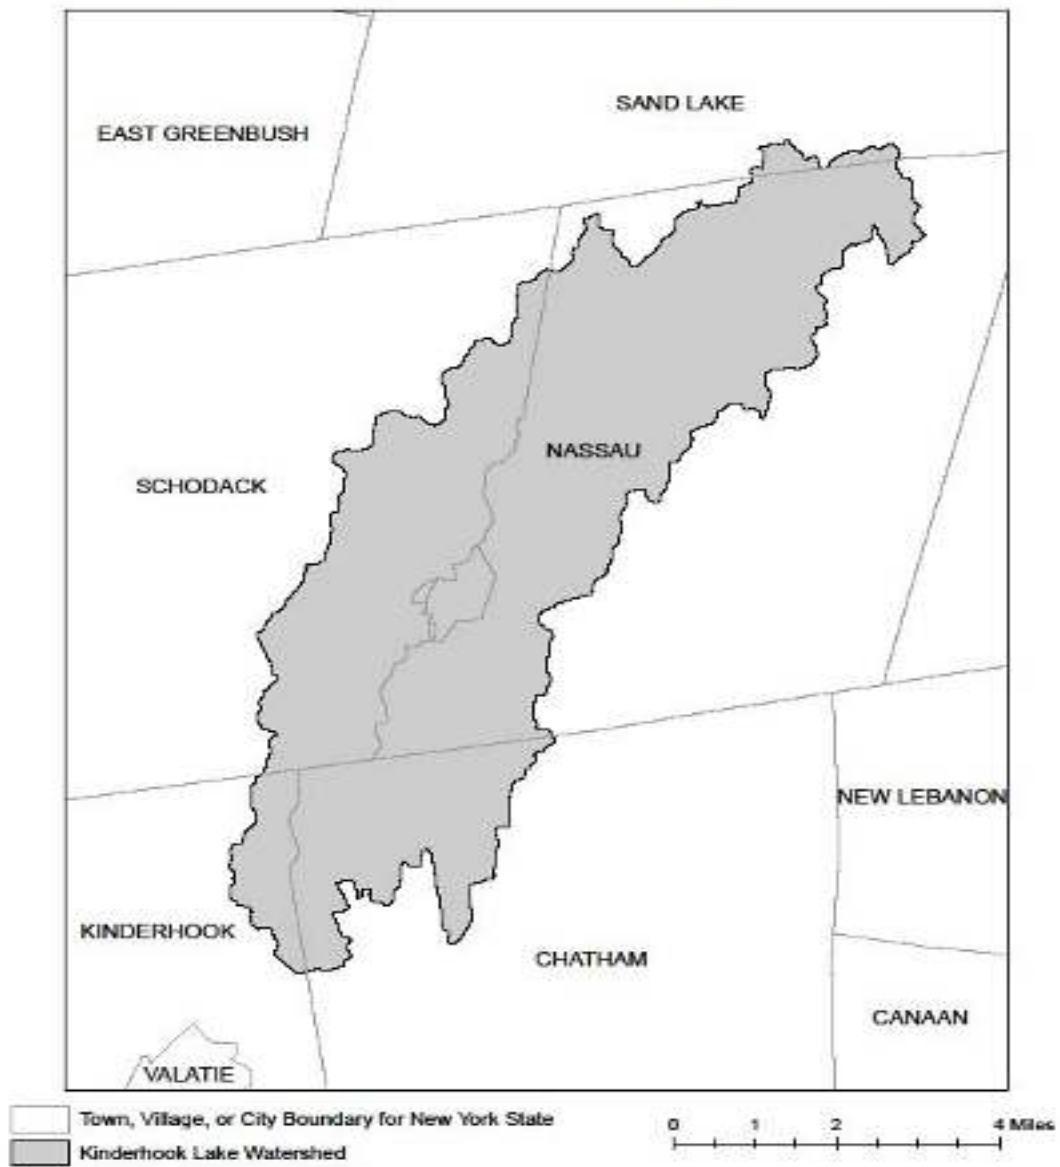 SAND LAKE
EAST GREENBUSH
NASSAU
SCHODACK
NEW LEBANON
KINDERHOOK
CHATHAM
CANAAN
VALATIE
Town, Village, or City Boundary for New York State
Kinderhook Lake Watershed
0 1 2 4 Miles